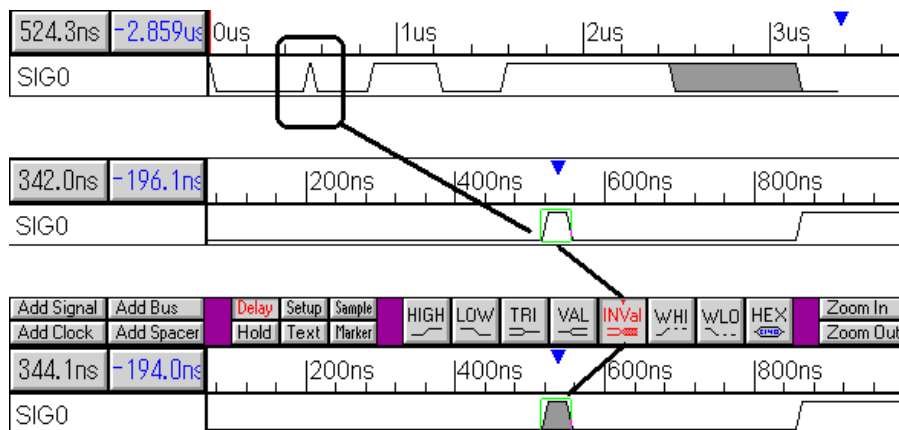 524.3ns -2.859us 0us 1us 2us 3us
SIG0
342.0ns -196.1ns 200ns 400ns 600ns 800ns
SIG0
Add Signal Add Bus Delay Setup Sample HIGH LOW TRI VAL INVal WHI WLO HEX Zoom In
Add Clock Add Spacer Hold Text Marker Zoom Out
344.1ns -194.0ns 200ns 400ns 600ns 800ns
SIG0